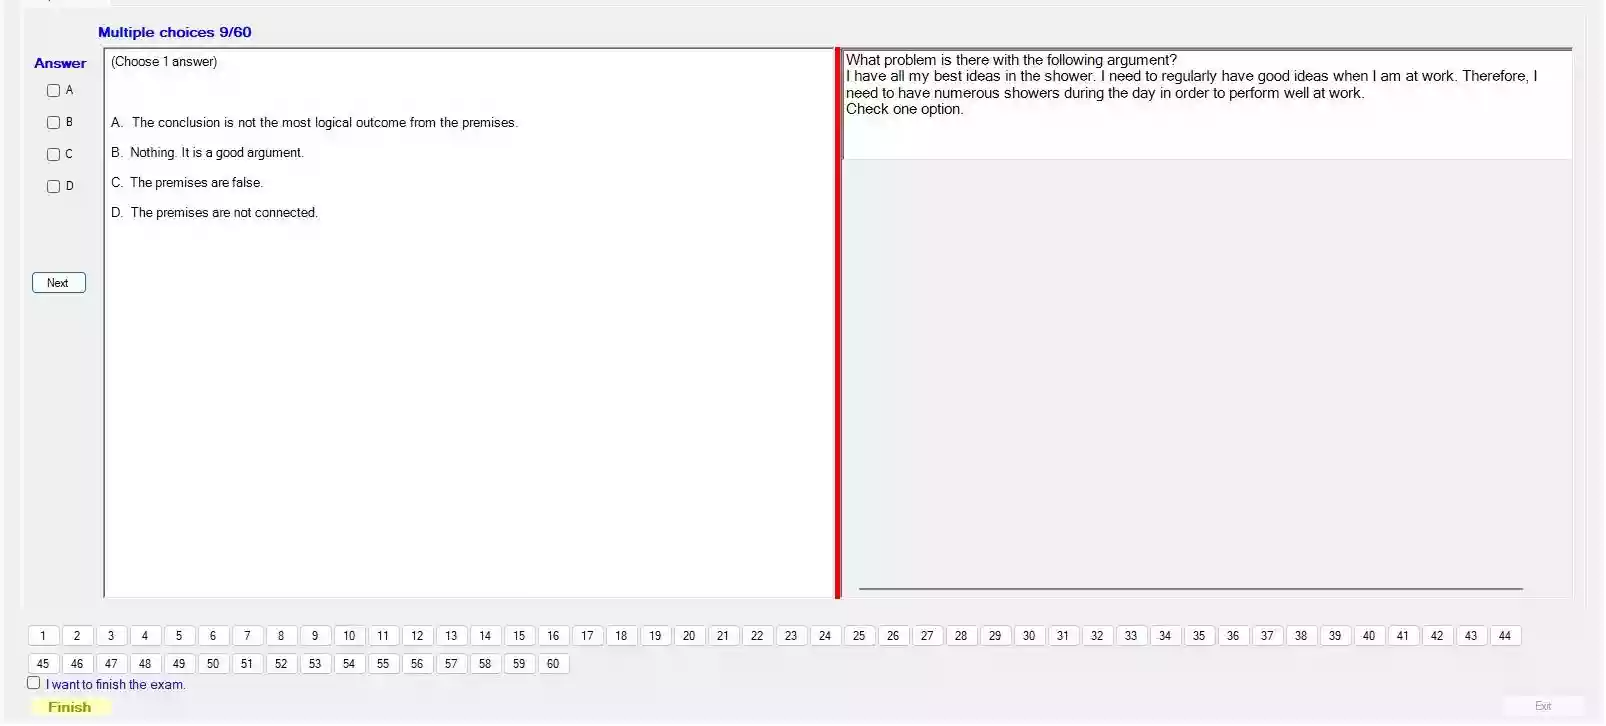 Multiple choices 9/60
Answer
A
B
C
D
Next
(Choose 1 answer)
A. The conclusion is not the most logical outcome from the premises.
B. Nothing. It is a good argument.
C. The premises are false.
D. The premises are not connected.
What problem is there with the following argument?
I have all my best ideas in the shower. I need to regularly have good ideas when I am at work. Therefore, I
need to have numerous showers during the day in order to perform well at work.
Check one option.
1 2 3 4 5 6 7 8 9 10 11 12 13 14 15 16 17 18 19 20 21 22 23 24 25 26 27 28 29 30 31 32 33 34 35 36 37 38 39 40 41 42 43 44
45 46 47 48 49 50 51 52 53 54 55 56 57 58 59 60
I want to finish the exam.
Finish
Exit